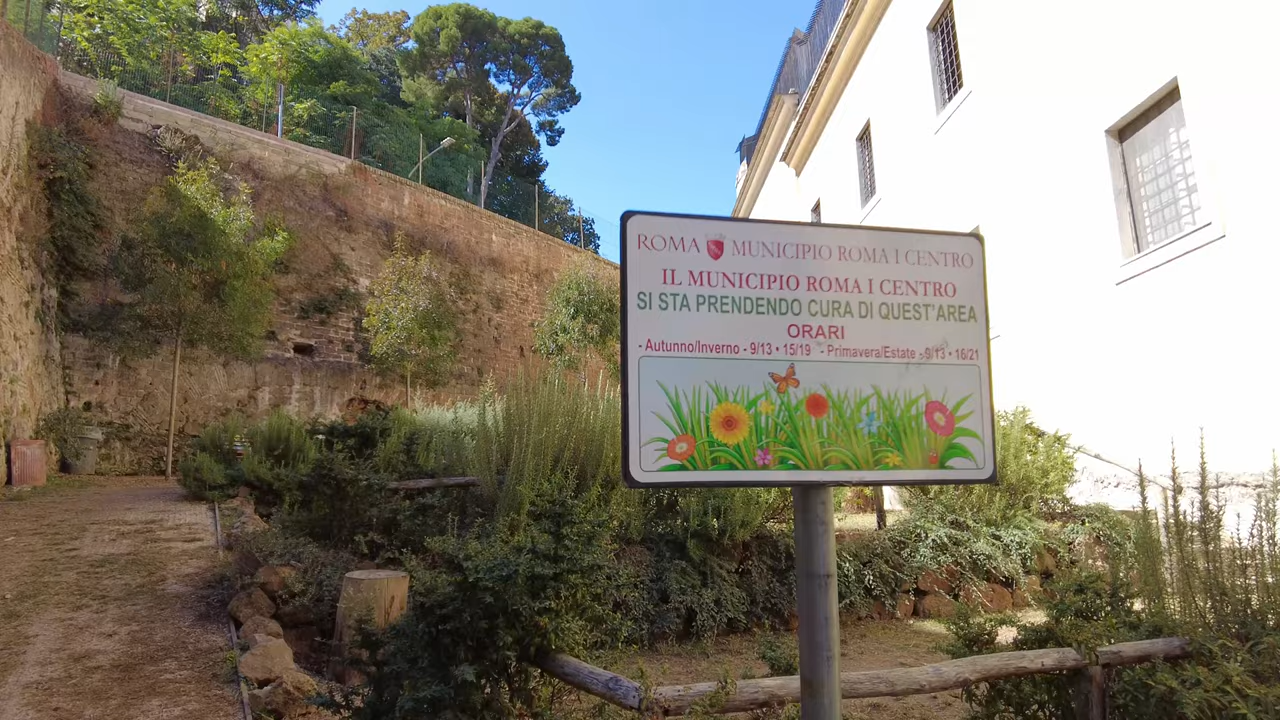 ROMA MUNICIPIO ROMA I CENTRO
IL MUNICIPIO ROMA I CENTRO
SI STA PRENDENDO CURA DI QUEST'AREA
ORARI
- Autunno/Inverno - 9/13 • 15/19 - Primavera/Estate - 9/13 • 16/21